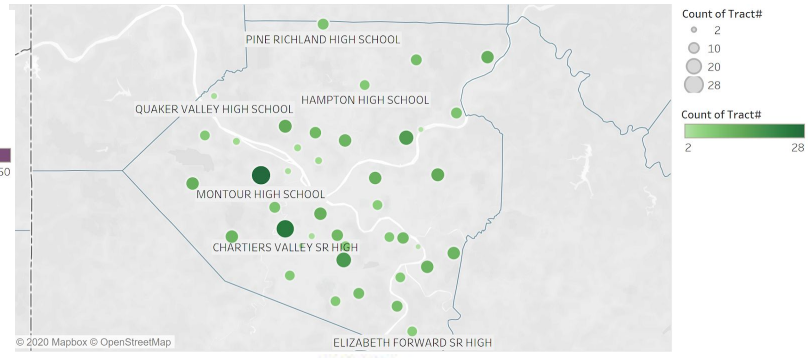 Count of Tract#
2
10
20
28
Count of Tract#
2 28
PINE RICHLAND HIGH SCHOOL
HAMPTON HIGH SCHOOL
QUAKER VALLEY HIGH SCHOOL
50
MONTOUR HIGH SCHOOL
CHARTIERS VALLEY SR HIGH
ELIZABETH FORWARD SR HIGH
© 2020 Mapbox © OpenStreetMap